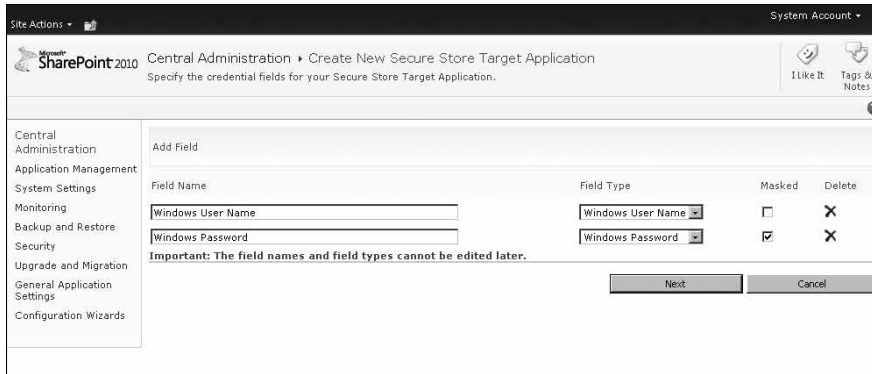 Site Actions
System Account
Microsoft
SharePoint 2010
Central Administration ▸ Create New Secure Store Target Application
Specify the credential fields for your Secure Store Target Application.
I Like It
Tags &
Notes
Central
Administration
Application Management
System Settings
Monitoring
Backup and Restore
Security
Upgrade and Migration
General Application
Settings
Configuration Wizards
Add Field
Field Name
Field Type
Masked
Delete
Windows User Name
Windows User Name
Windows Password
Windows Password
Important: The field names and field types cannot be edited later.
Next
Cancel